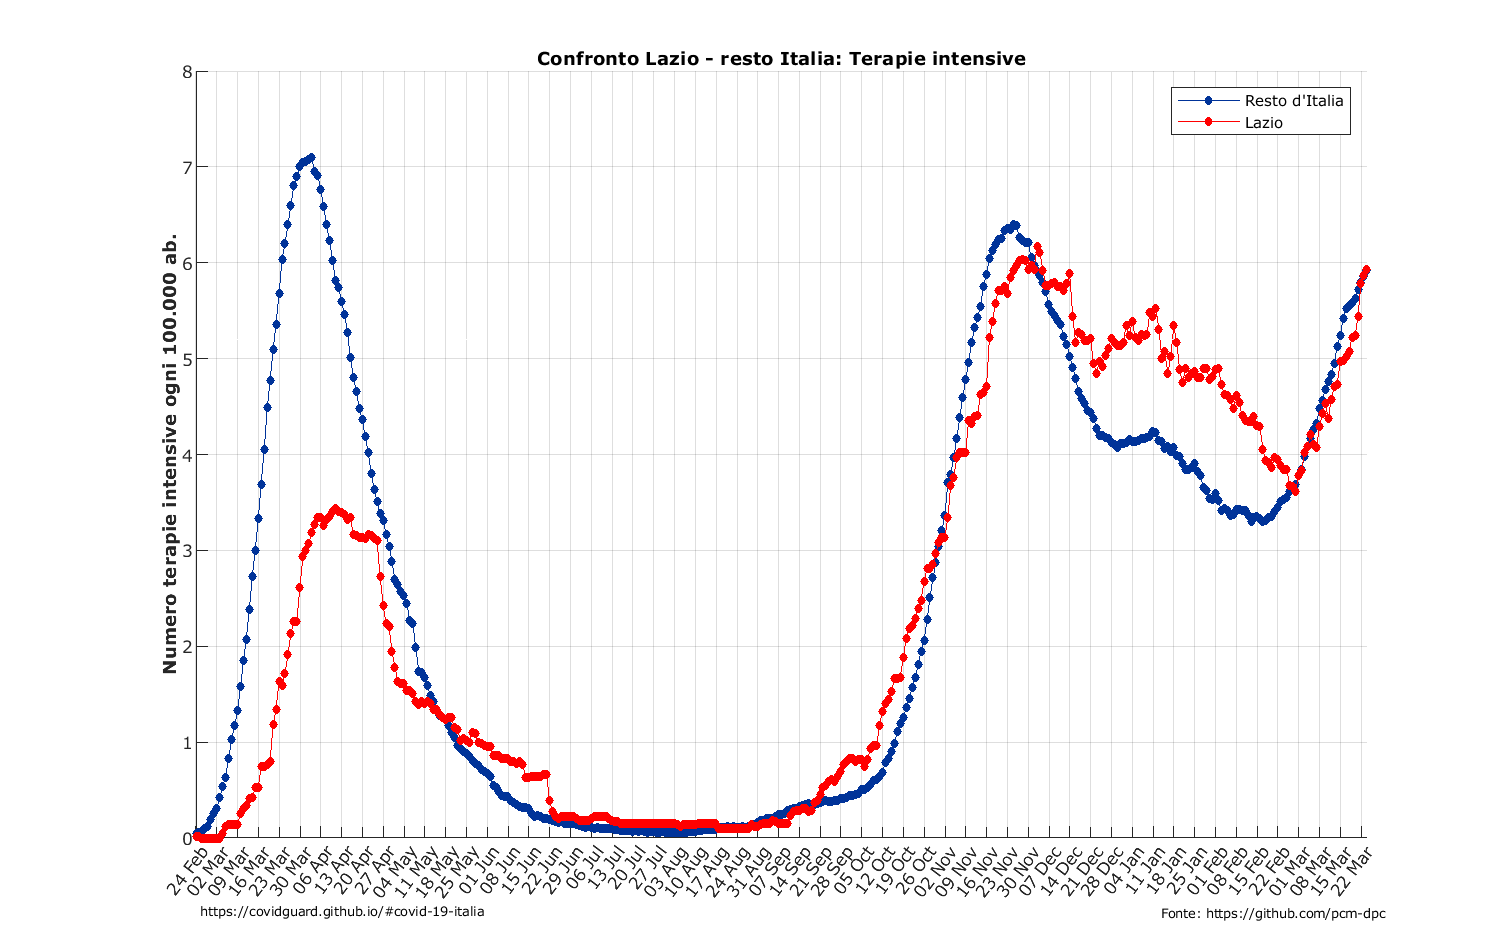 Confronto Lazio - resto Italia: Terapie intensive
Resto d'Italia
Lazio
Numero terapie intensive ogni 100.000 ab.
8
7
6
5
4
3
2
1
0
24 Feb
02 Mar
09 Mar
16 Mar
23 Mar
30 Mar
06 Apr
13 Apr
20 Apr
27 Apr
04 May
11 May
18 May
25 May
01 Jun
08 Jun
15 Jun
22 Jun
29 Jun
06 Jul
13 Jul
20 Jul
27 Jul
03 Aug
10 Aug
17 Aug
24 Aug
31 Aug
07 Sep
14 Sep
21 Sep
28 Sep
05 Oct
12 Oct
19 Oct
26 Oct
02 Nov
09 Nov
16 Nov
23 Nov
30 Nov
07 Dec
14 Dec
21 Dec
28 Dec
04 Jan
11 Jan
18 Jan
25 Jan
01 Feb
08 Feb
15 Feb
22 Feb
01 Mar
08 Mar
15 Mar
22 Mar
https://covidguard.github.io/#covid-19-italia
Fonte: https://github.com/pcm-dpc